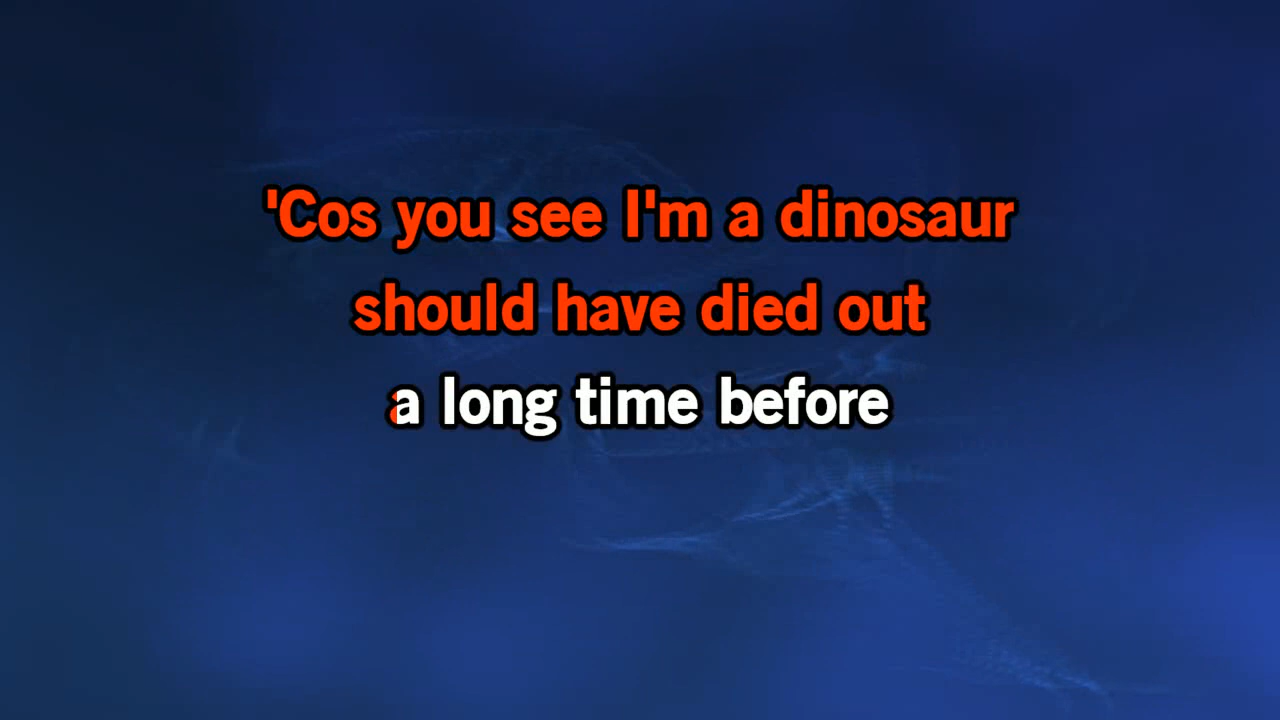 'Cos you see I'm a dinosaur
should have died out
a long time before